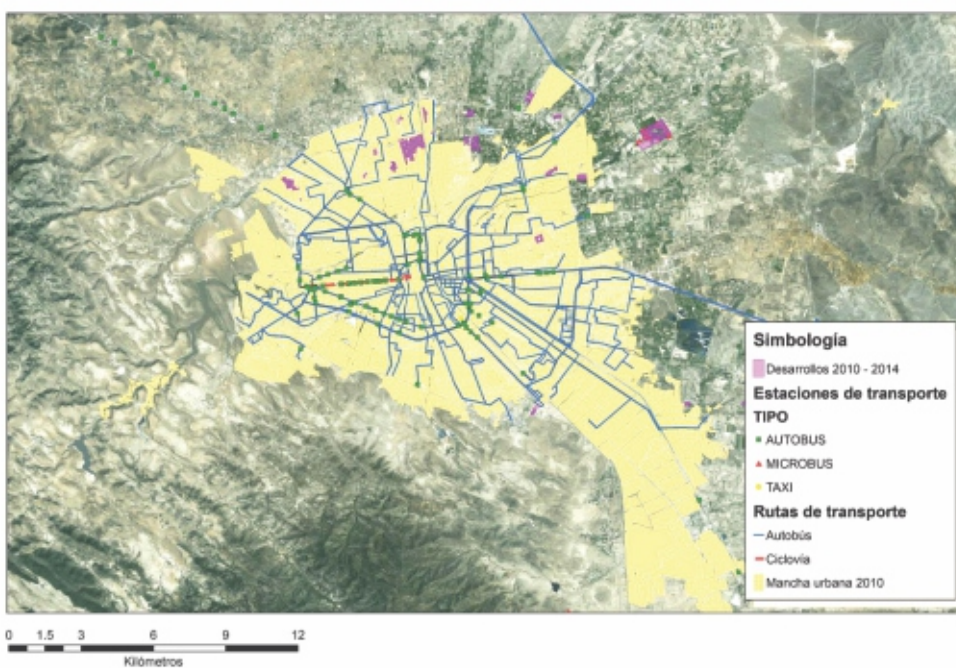 Simbología
Desarrollos 2010 - 2014
Estaciones de transporte
TIPO
AUTOBUS
MICROBUS
TAXI
Rutas de transporte
Autobús
Ciclovía
Mancha urbana 2010
0 1.5 3 6 9 12
Kilómetros